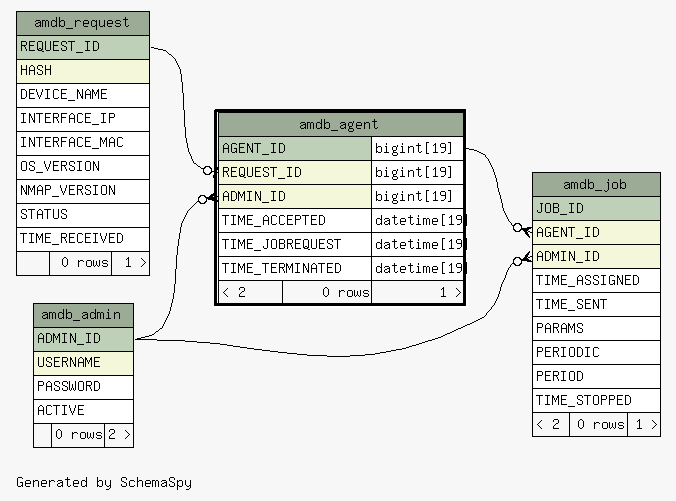 amdb_request
REQUEST_ID
HASH
DEVICE_NAME
INTERFACE_IP
INTERFACE_MAC
OS_VERSION
NMAP_VERSION
STATUS
TIME_RECEIVED
0 rows 1 >
amdb_agent
AGENT_ID bigint[19]
REQUEST_ID bigint[19]
ADMIN_ID bigint[19]
TIME_ACCEPTED datetime[19]
TIME_JOBREQUEST datetime[19]
TIME_TERMINATED datetime[19]
< 2 0 rows 1 >
amdb_job
JOB_ID
AGENT_ID
ADMIN_ID
TIME_ASSIGNED
TIME_SENT
PARAMS
PERIODIC
PERIOD
TIME_STOPPED
< 2 0 rows 1 >
amdb_admin
ADMIN_ID
USERNAME
PASSWORD
ACTIVE
0 rows 2 >
Generated by SchemaSpy